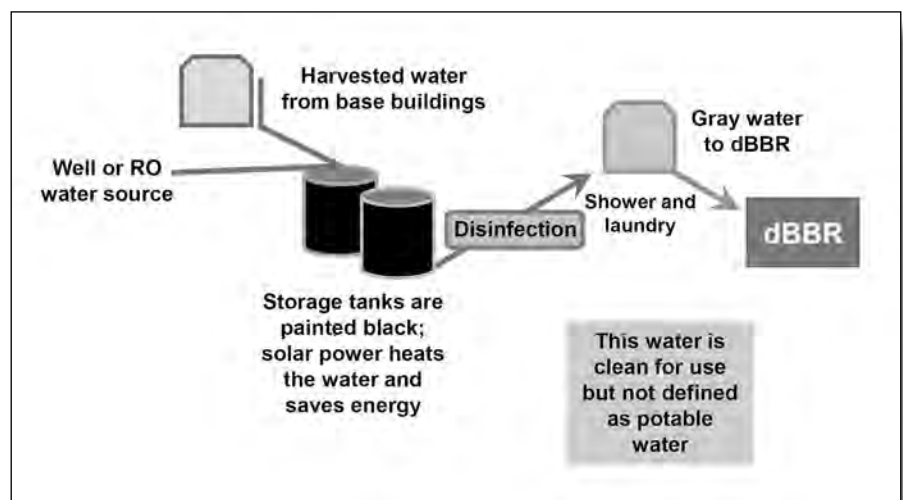 Harvested water
from base buildings
Well or RO
water source
Storage tanks are
painted black;
solar power heats
the water and
saves energy
Disinfection
Shower and
laundry
Gray water
to dBBR
dBBR
This water is
clean for use
but not defined
as potable
water